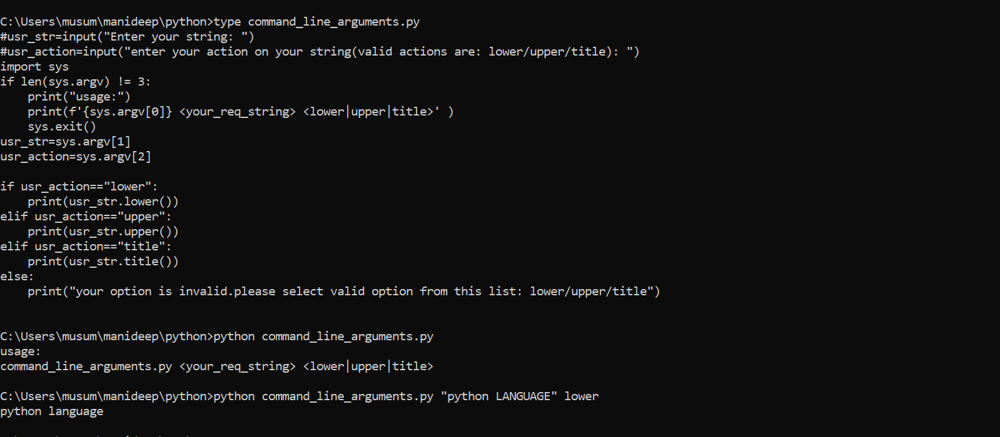 C:\Users\musum\manideep\python>type command_line_arguments.py
#usr_str=input("Enter your string: ")
#usr_action=input("enter your action on your string(valid actions are: lower/upper/title): ")
import sys
if len(sys.argv) != 3:
    print("usage:")
    print(f'{sys.argv[0]} <your_req_string> <lower|upper|title>' )
    sys.exit()
usr_str=sys.argv[1]
usr_action=sys.argv[2]

if usr_action=="lower":
    print(usr_str.lower())
elif usr_action=="upper":
    print(usr_str.upper())
elif usr_action=="title":
    print(usr_str.title())
else:
    print("your option is invalid.please select valid option from this list: lower/upper/title")


C:\Users\musum\manideep\python>python command_line_arguments.py
usage:
command_line_arguments.py <your_req_string> <lower|upper|title>

C:\Users\musum\manideep\python>python command_line_arguments.py "python LANGUAGE" lower
python language